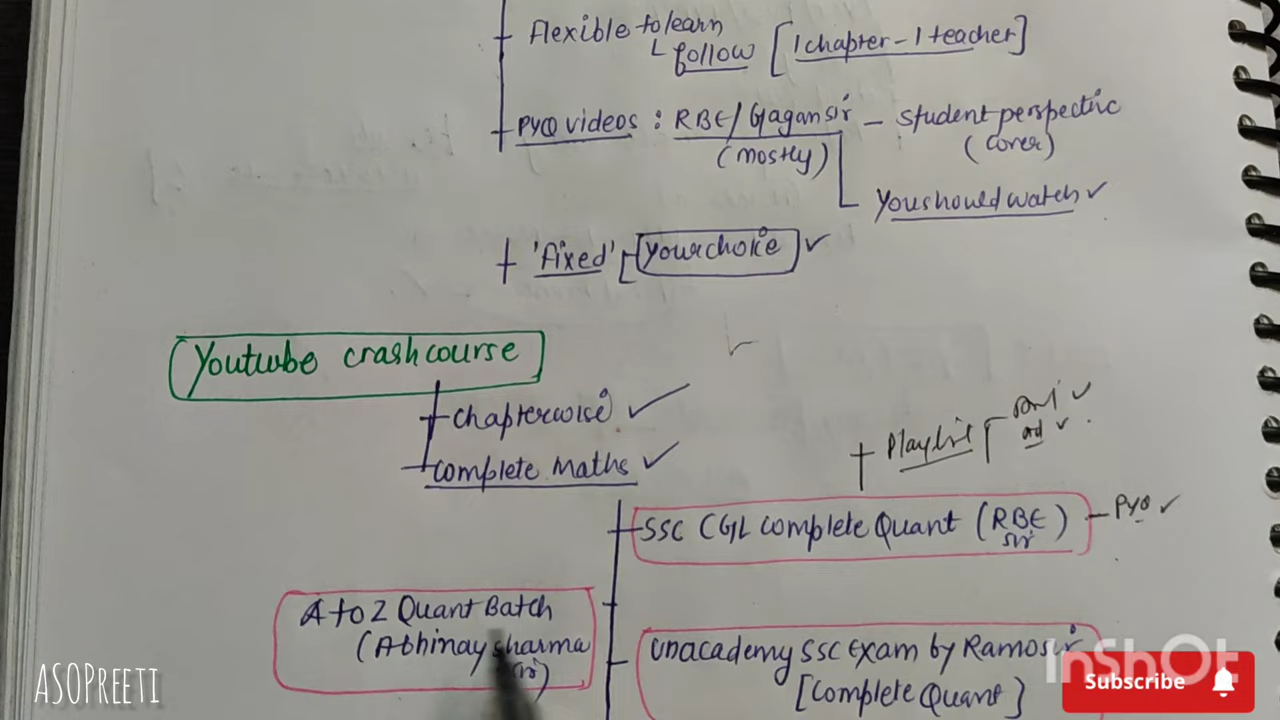 Flexible to learn
follow [1 chapter - 1 teacher]
PYQ videos : RBE/Gagan sir - student perspective
(mostly) (cover)
You should watch ✓
'Fixed' [your choice ✓
Youtube crash course
chapterwise ✓
Complete Maths ✓
Playlist
SSC CGL complete Quant (RBE) - PYQ ✓
sir
A to Z Quant Batch
(Abhinay sharma
sir)
Unacademy SSC Exam by Ramo sir
[Complete Quant]
ASOPREETI
InShOt
Subscribe